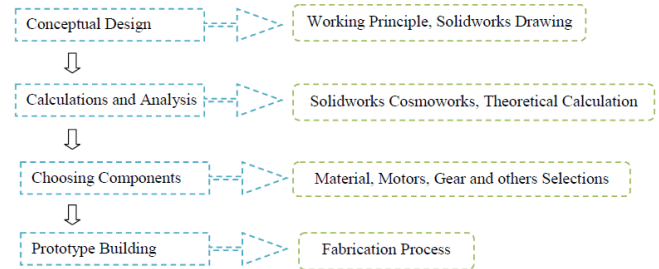 Conceptual Design
Working Principle, Solidworks Drawing
Calculations and Analysis
Solidworks Cosmoworks, Theoretical Calculation
Choosing Components
Material, Motors, Gear and others Selections
Prototype Building
Fabrication Process